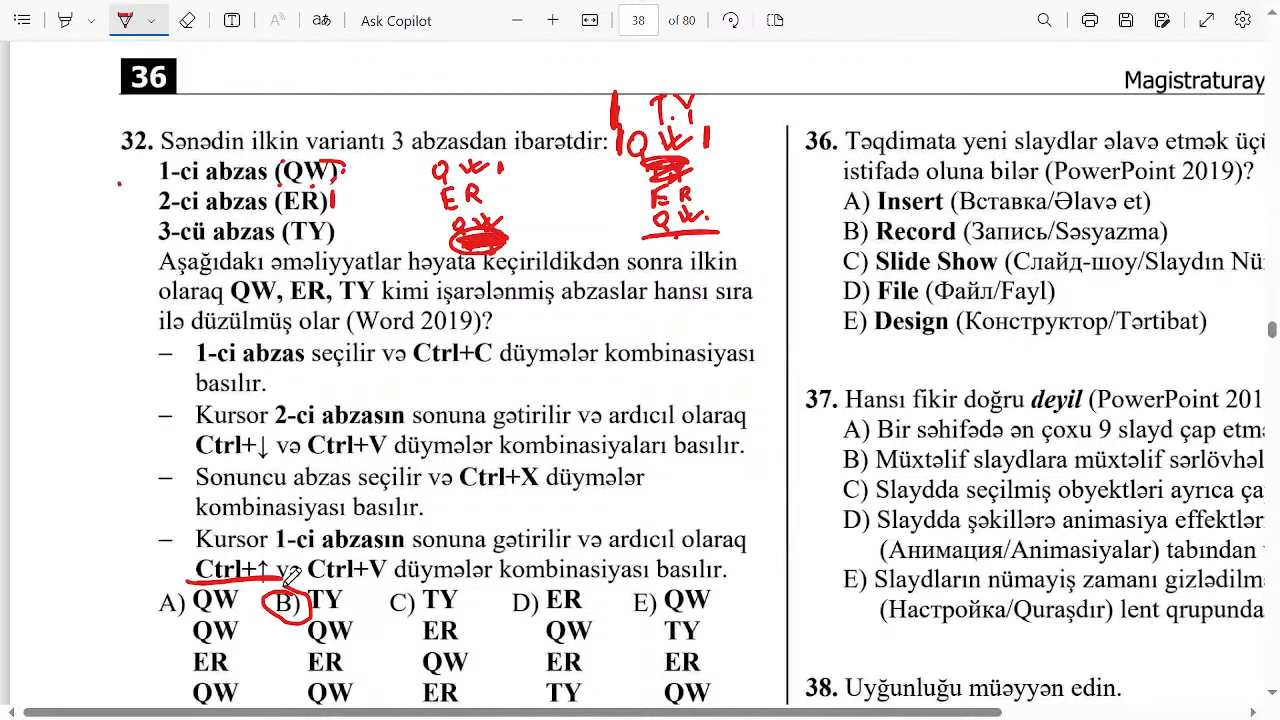 Ask Copilot
38 of 80
36
Magistraturay
32. Sənədin ilkin variantı 3 abzasdan ibarətdir:
1-ci abzas (QW)
2-ci abzas (ER)
3-cü abzas (TY)
Q W
E R
Q W
T.Y
Q W
E R
Q W.
Aşağıdakı əməliyyatlar həyata keçirildikdən sonra ilkin
olaraq QW, ER, TY kimi işarələnmiş abzaslar hansı sıra
ilə düzülmüş olar (Word 2019)?
– 1-ci abzas seçilir və Ctrl+C düymələr kombinasiyası
basılır.
– Kursor 2-ci abzasın sonuna gətirilir və ardıcıl olaraq
Ctrl+↓ və Ctrl+V düymələr kombinasiyaları basılır.
– Sonuncu abzas seçilir və Ctrl+X düymələr
kombinasiyası basılır.
– Kursor 1-ci abzasın sonuna gətirilir və ardıcıl olaraq
Ctrl+↑ və Ctrl+V düymələr kombinasiyası basılır.
A) QW B) TY C) TY D) ER E) QW
QW QW ER QW TY
ER ER QW ER ER
QW QW ER TY QW
36. Təqdimata yeni slaydlar əlavə etmək üçü
istifadə oluna bilər (PowerPoint 2019)?
A) Insert (Вставка/Əlavə et)
B) Record (Запись/Səsyazma)
C) Slide Show (Слайд-шоу/Slaydın Nü
D) File (Файл/Fayl)
E) Design (Конструктор/Tərtibat)
37. Hansı fikir doğru deyil (PowerPoint 201
A) Bir səhifədə ən çoxu 9 slayd çap etmə
B) Müxtəlif slaydlara müxtəlif sərlövhəl
C) Slaydda seçilmiş obyektləri ayrıca ça
D) Slaydda şəkillərə animasiya effektlər
(Анимация/Animasiyalar) tabından
E) Slaydların nümayiş zamanı gizlədilmə
(Настройка/Quraşdır) lent qrupunda
38. Uyğunluğu müəyyən edin.